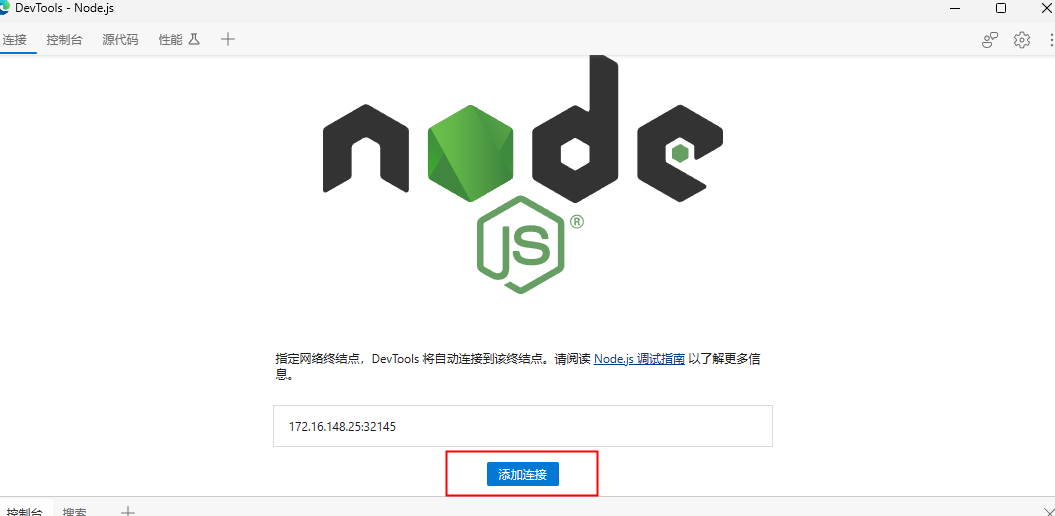 DevTools - Node.js
连接 控制台 源代码 性能
node
JS®
指定网络终结点，DevTools 将自动连接到该终结点。请阅读 Node.js 调试指南 以了解更多信
息。
172.16.148.25:32145
添加连接
控制台 搜索